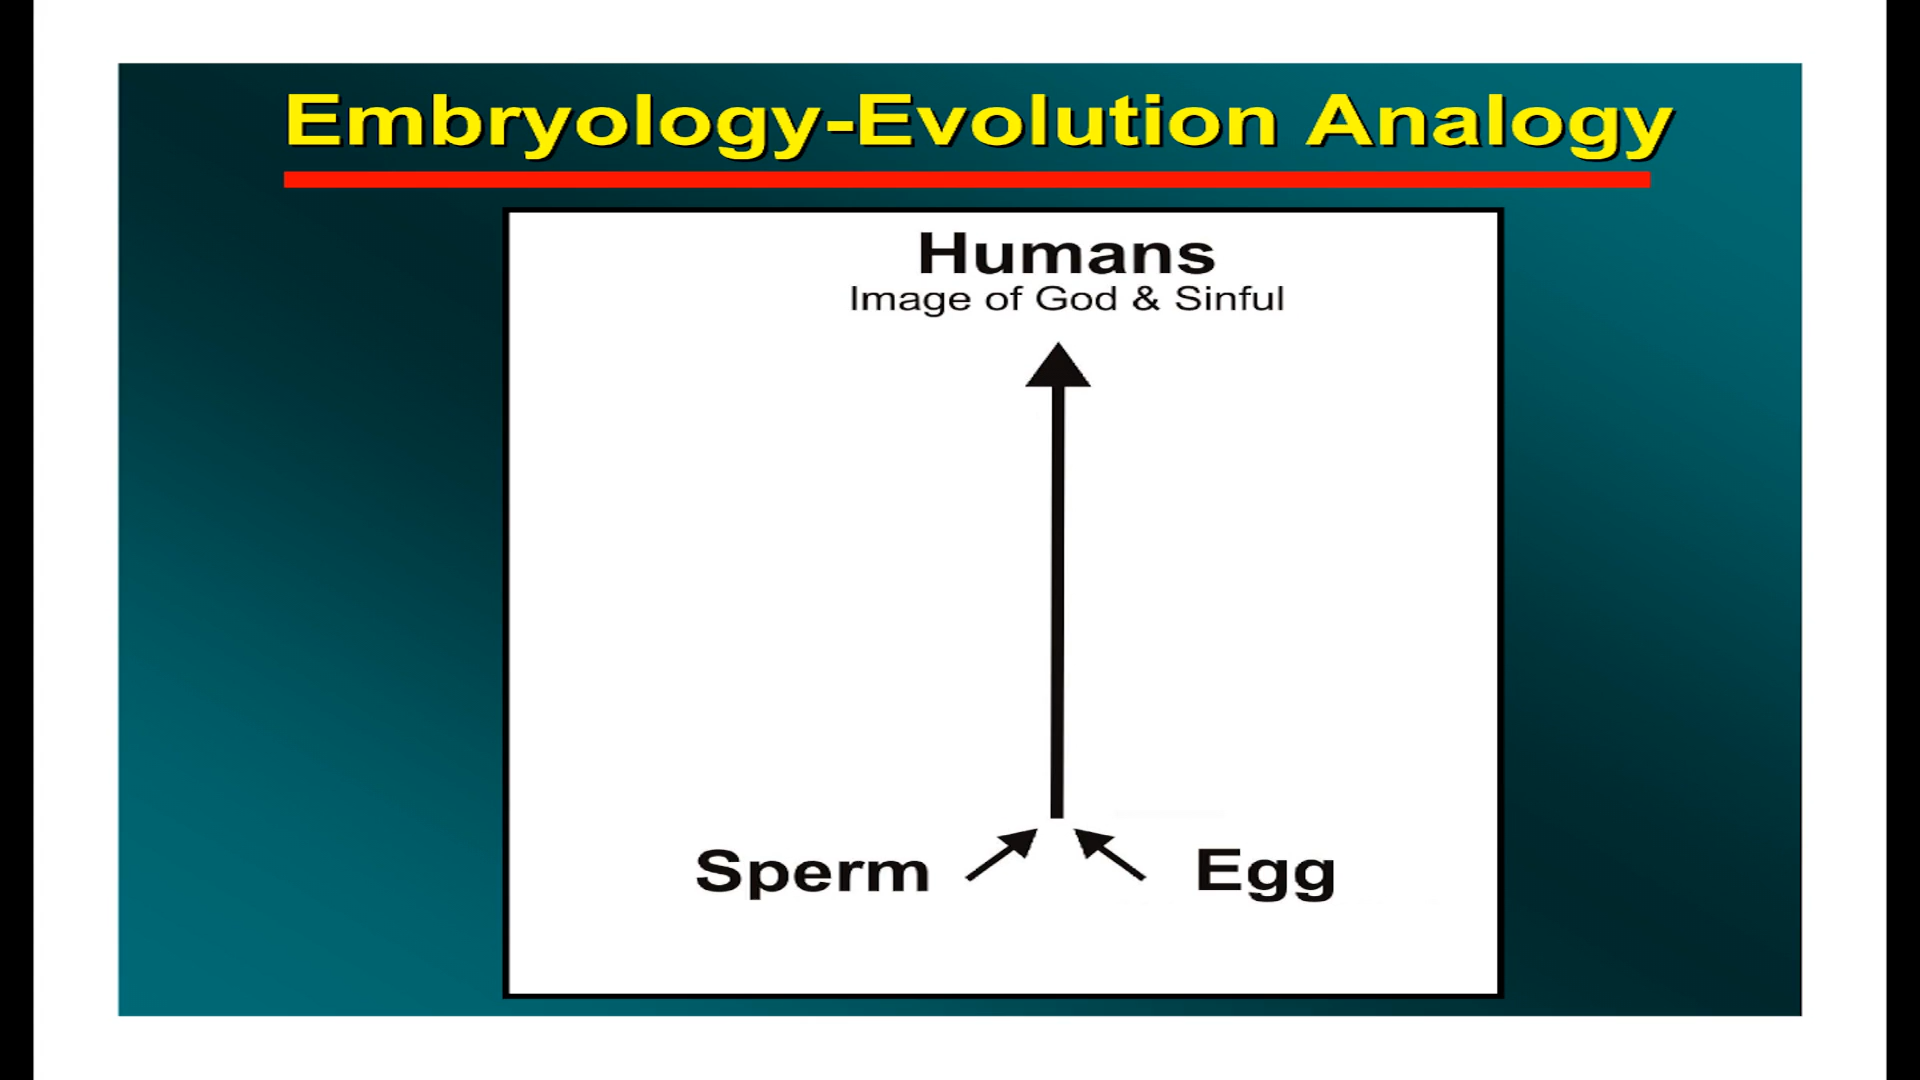 Embryology-Evolution Analogy
Humans
Image of God & Sinful
Sperm Egg